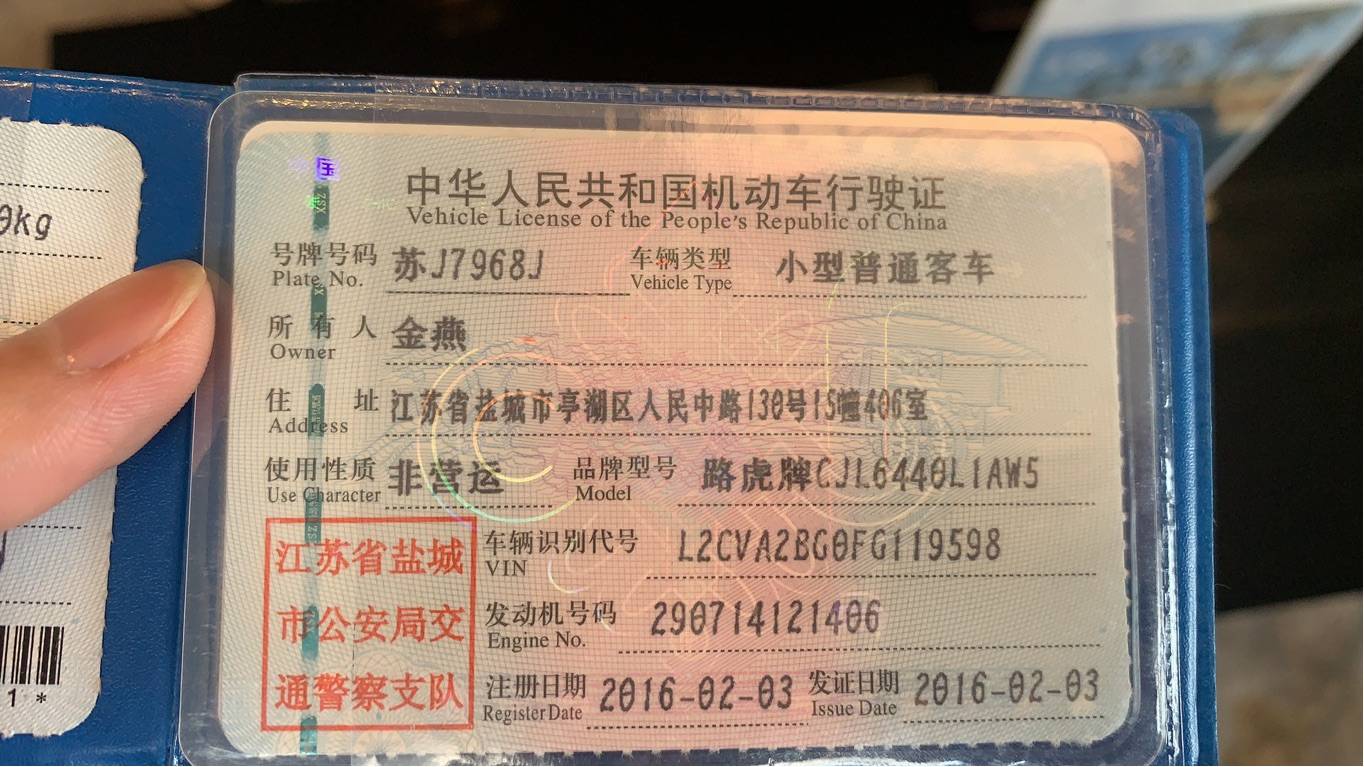 0kg
1*
中华人民共和国机动车行驶证
Vehicle License of the People's Republic of China
号牌号码 苏J7968J 车辆类型 小型普通客车
Plate No. Vehicle Type
所有人 金燕
Owner
住址 江苏省盐城市亭湖区人民中路130号15幢406室
Address
使用性质 非营运 品牌型号 路虎牌CJL6440L1AW5
Use Character Model
江苏省盐城 车辆识别代号 L2CVA2BG0FG119598
VIN
市公安局交 发动机号码 290714121406
Engine No.
通警察支队 注册日期 2016-02-03 发证日期 2016-02-03
Register Date Issue Date